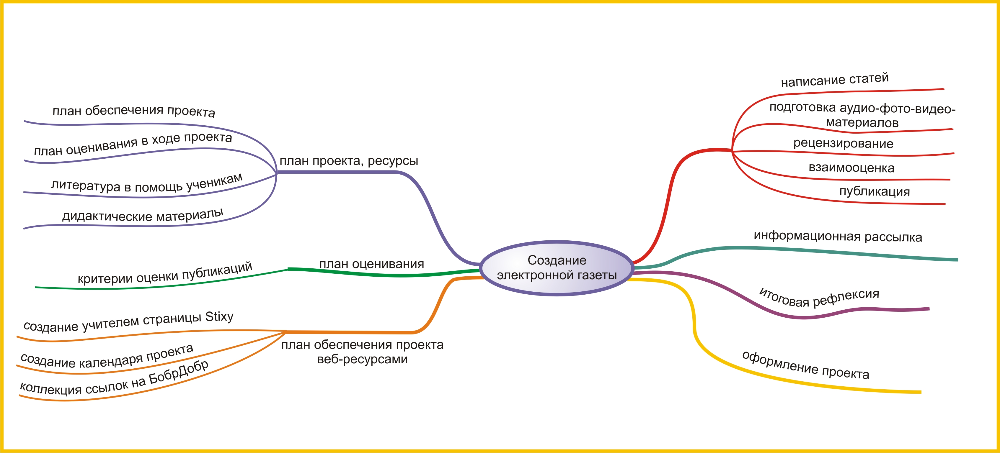 план обеспечения проекта
план оценивания в ходе проекта
литература в помощь ученикам
дидактические материалы
план проекта, ресурсы
критерии оценки публикаций
план оценивания
создание учителем страницы Stixy
создание календаря проекта
коллекция ссылок на БобрДобр
план обеспечения проекта
веб-ресурсами
Создание
электронной газеты
написание статей
подготовка аудио-фото-видео-
материалов
рецензирование
взаимооценка
публикация
информационная рассылка
итоговая рефлексия
оформление проекта